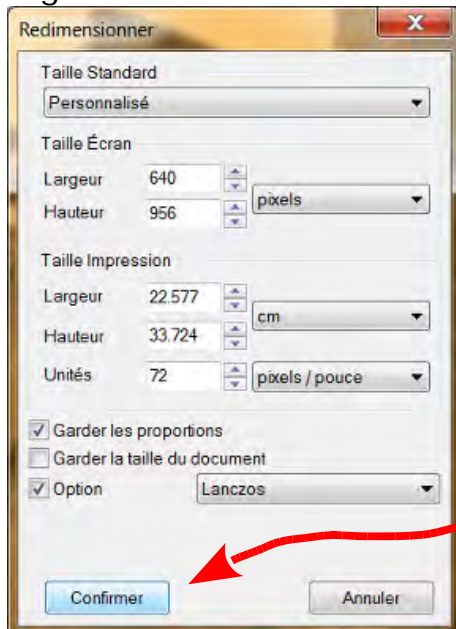 Redimensionner
Taille Standard
Personnalisé
Taille Écran
Largeur 640
pixels
Hauteur 956
Taille Impression
Largeur 22.577
cm
Hauteur 33.724
Unités 72 pixels / pouce
Garder les proportions
Garder la taille du document
Option Lanczos
Confirmer Annuler